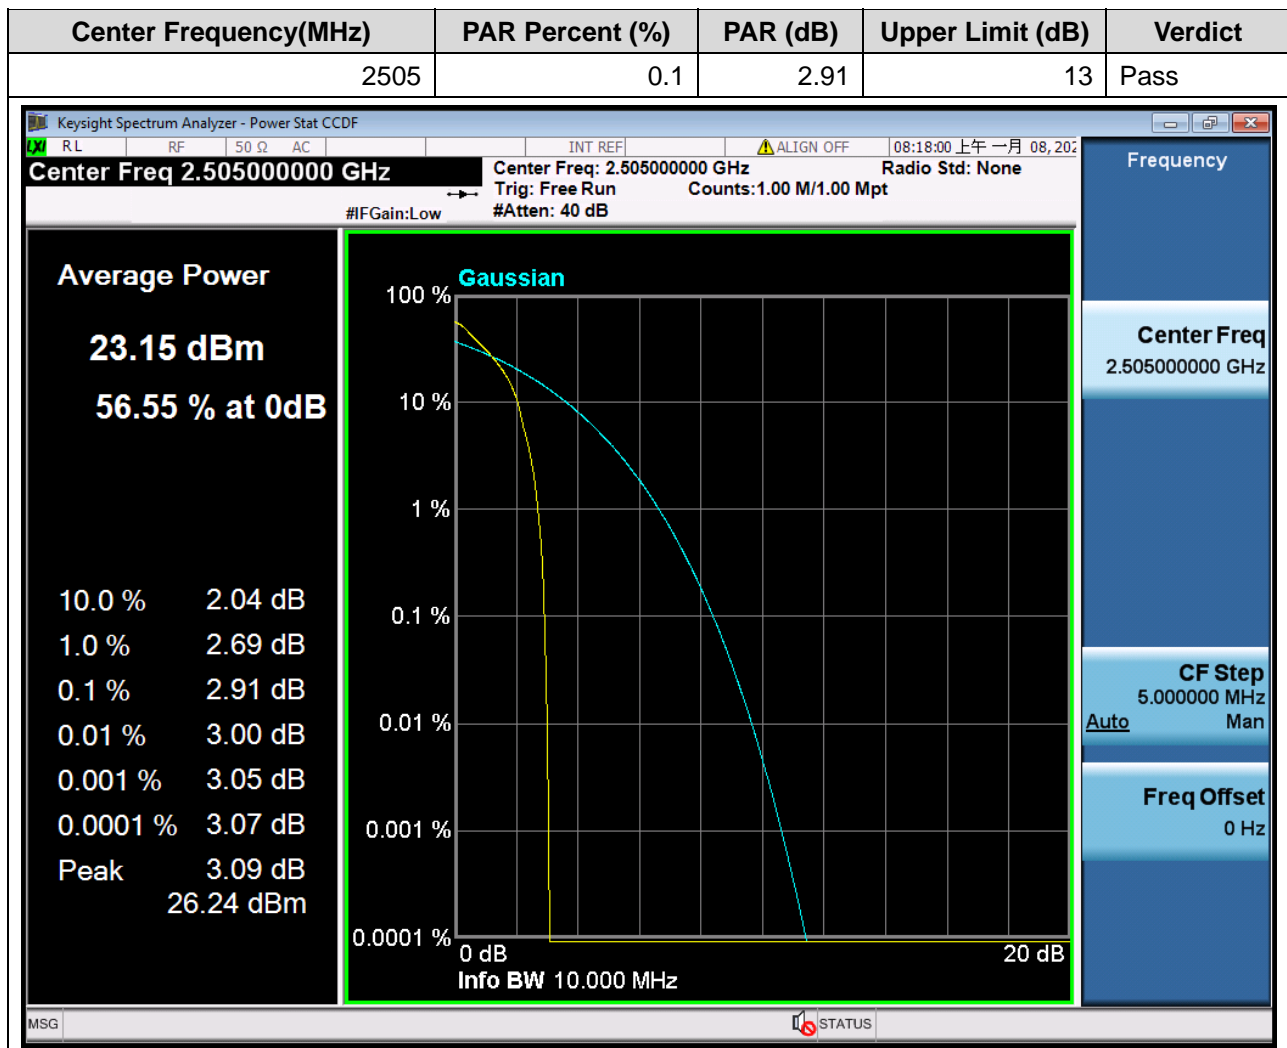 Center Frequency(MHz) PAR Percent (%) PAR (dB) Upper Limit (dB) Verdict
2505 0.1 2.91 13 Pass
Keysight Spectrum Analyzer - Power Stat CCDF
LXI RL RF 50 Ω AC INT REF ALIGN OFF 08:18:00 上午 一月 08, 202
Center Freq 2.505000000 GHz
Center Freq: 2.505000000 GHz Radio Std: None
Trig: Free Run Counts:1.00 M/1.00 Mpt
#IFGain:Low #Atten: 40 dB
Frequency
Average Power
23.15 dBm
56.55 % at 0dB
10.0 % 2.04 dB
1.0 % 2.69 dB
0.1 % 2.91 dB
0.01 % 3.00 dB
0.001 % 3.05 dB
0.0001 % 3.07 dB
Peak 3.09 dB
26.24 dBm
Gaussian
100 %
10 %
1 %
0.1 %
0.01 %
0.001 %
0.0001 %
0 dB 20 dB
Info BW 10.000 MHz
Center Freq
2.505000000 GHz
CF Step
5.000000 MHz
Auto Man
Freq Offset
0 Hz
MSG STATUS